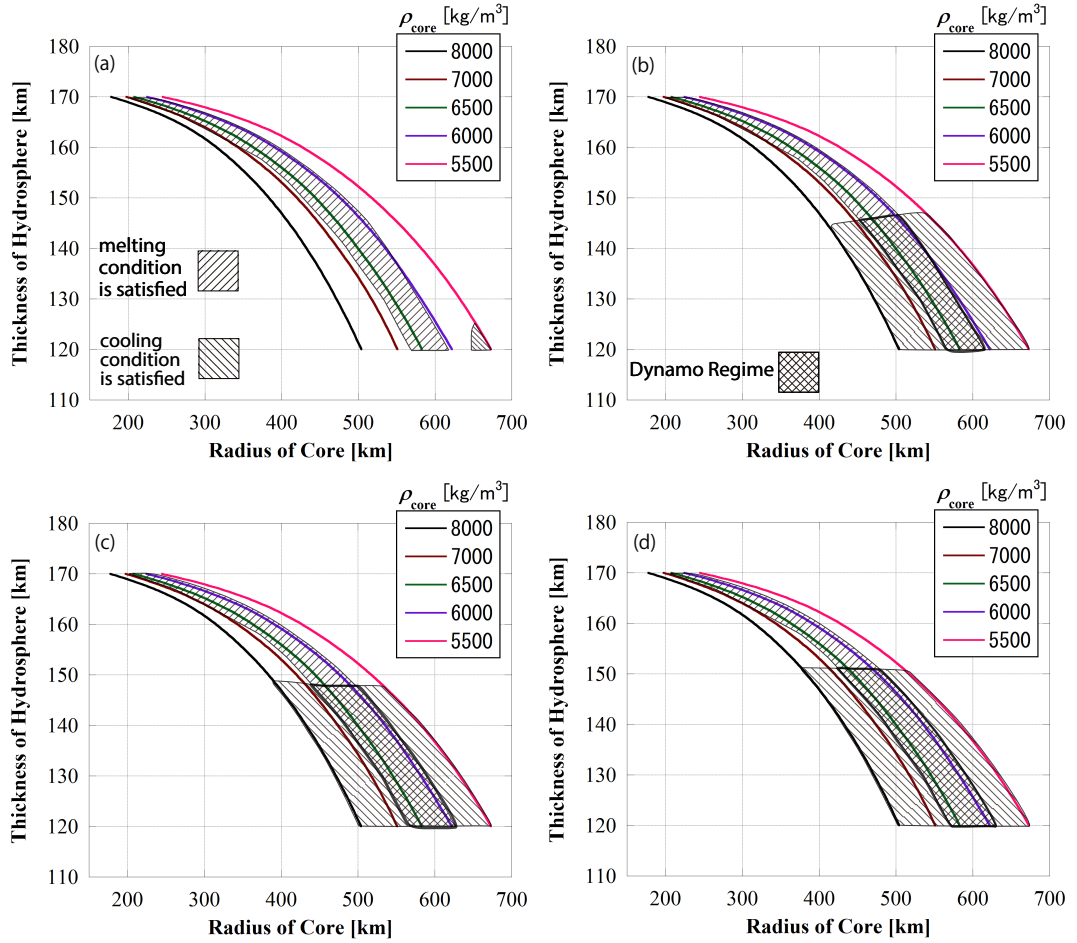 ρcore [kg/m³]
8000
7000
6500
6000
5500
(a)
180
170
160
150
140
130
120
110
Thickness of Hydrosphere [km]
melting
condition
is satisfied
cooling
condition
is satisfied
200 300 400 500 600 700
Radius of Core [km]
ρcore [kg/m³]
8000
7000
6500
6000
5500
(b)
180
170
160
150
140
130
120
110
Thickness of Hydrosphere [km]
Dynamo Regime
200 300 400 500 600 700
Radius of Core [km]
ρcore [kg/m³]
8000
7000
6500
6000
5500
(c)
180
170
160
150
140
130
120
110
Thickness of Hydrosphere [km]
200 300 400 500 600 700
Radius of Core [km]
ρcore [kg/m³]
8000
7000
6500
6000
5500
(d)
180
170
160
150
140
130
120
110
Thickness of Hydrosphere [km]
200 300 400 500 600 700
Radius of Core [km]